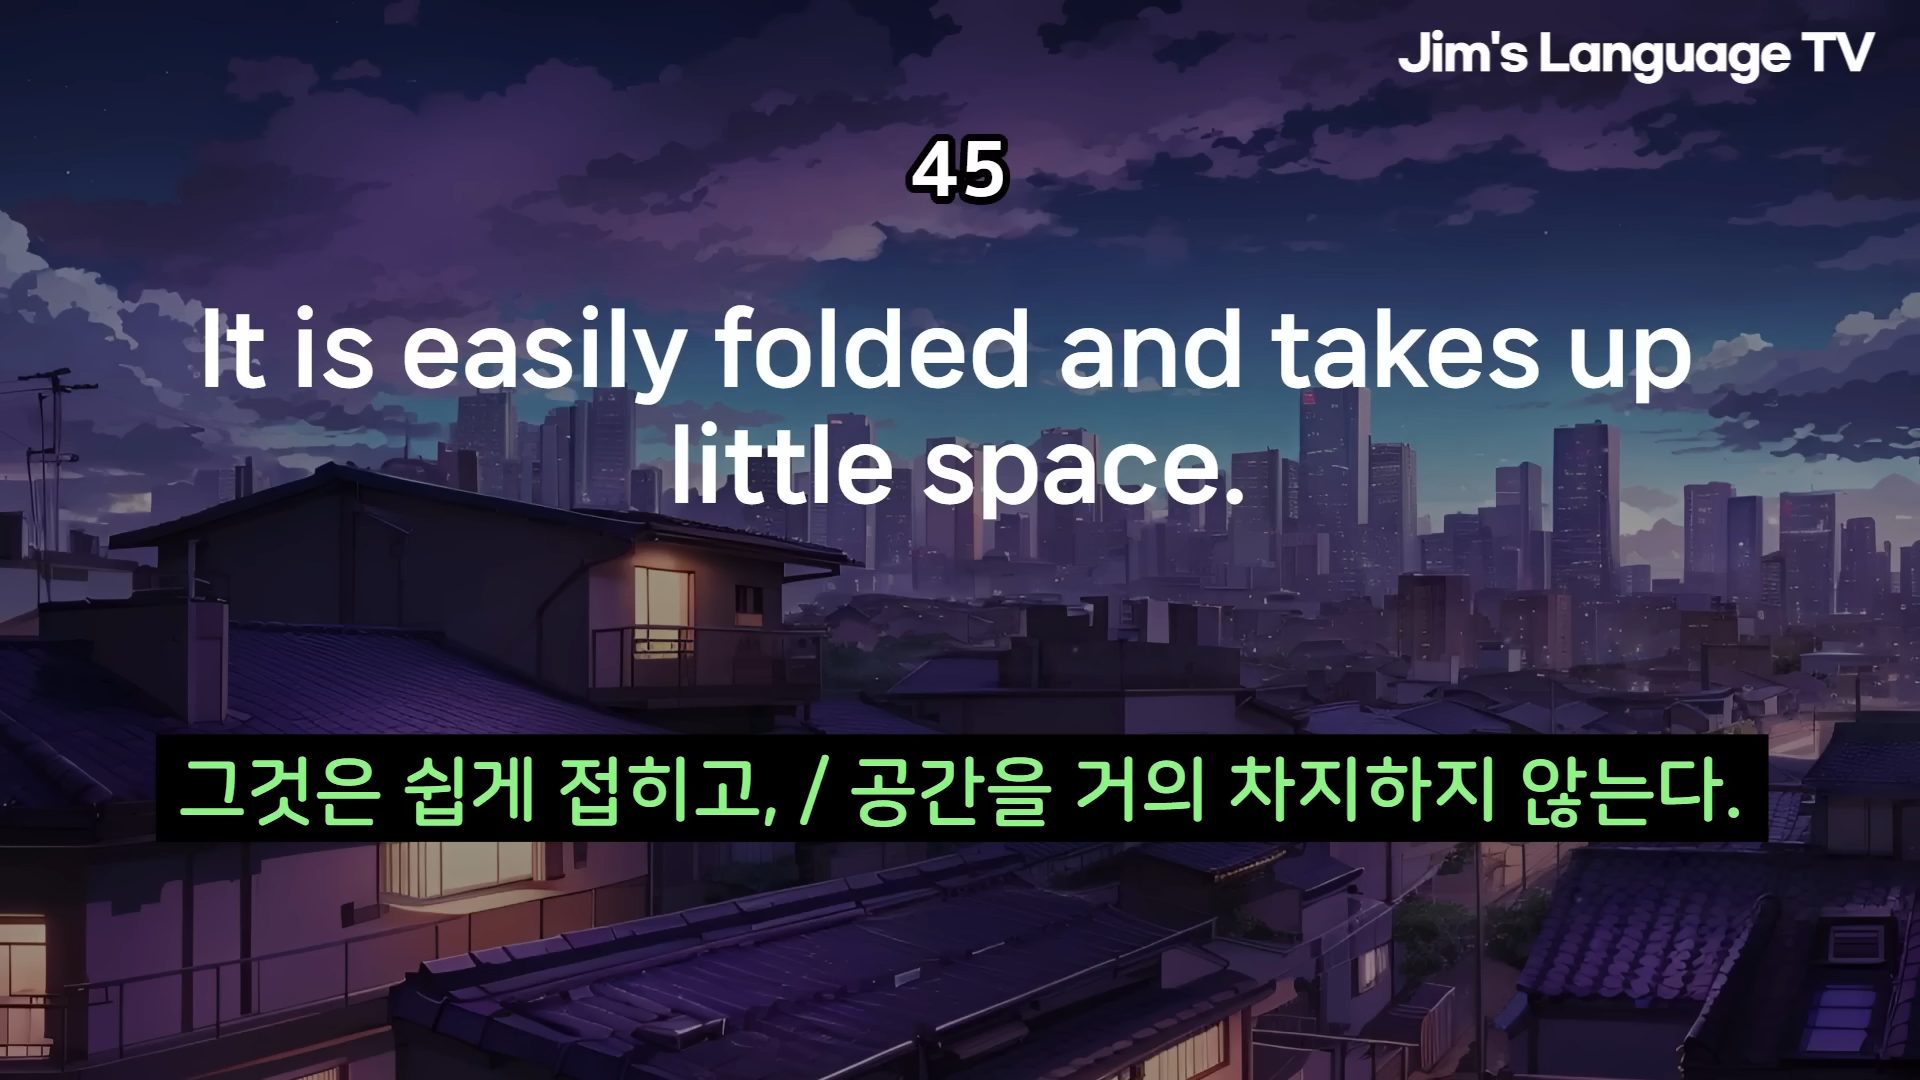 Jim's Language TV
45
It is easily folded and takes up
little space.
그것은 쉽게 접히고, / 공간을 거의 차지하지 않는다.